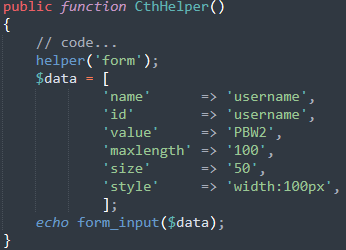 public function CthHelper()
{
// code...
helper('form');
$data = [
'name' => 'username',
'id' => 'username',
'value' => 'PBW2',
'maxlength' => '100',
'size' => '50',
'style' => 'width:100px',
];
echo form_input($data);
}